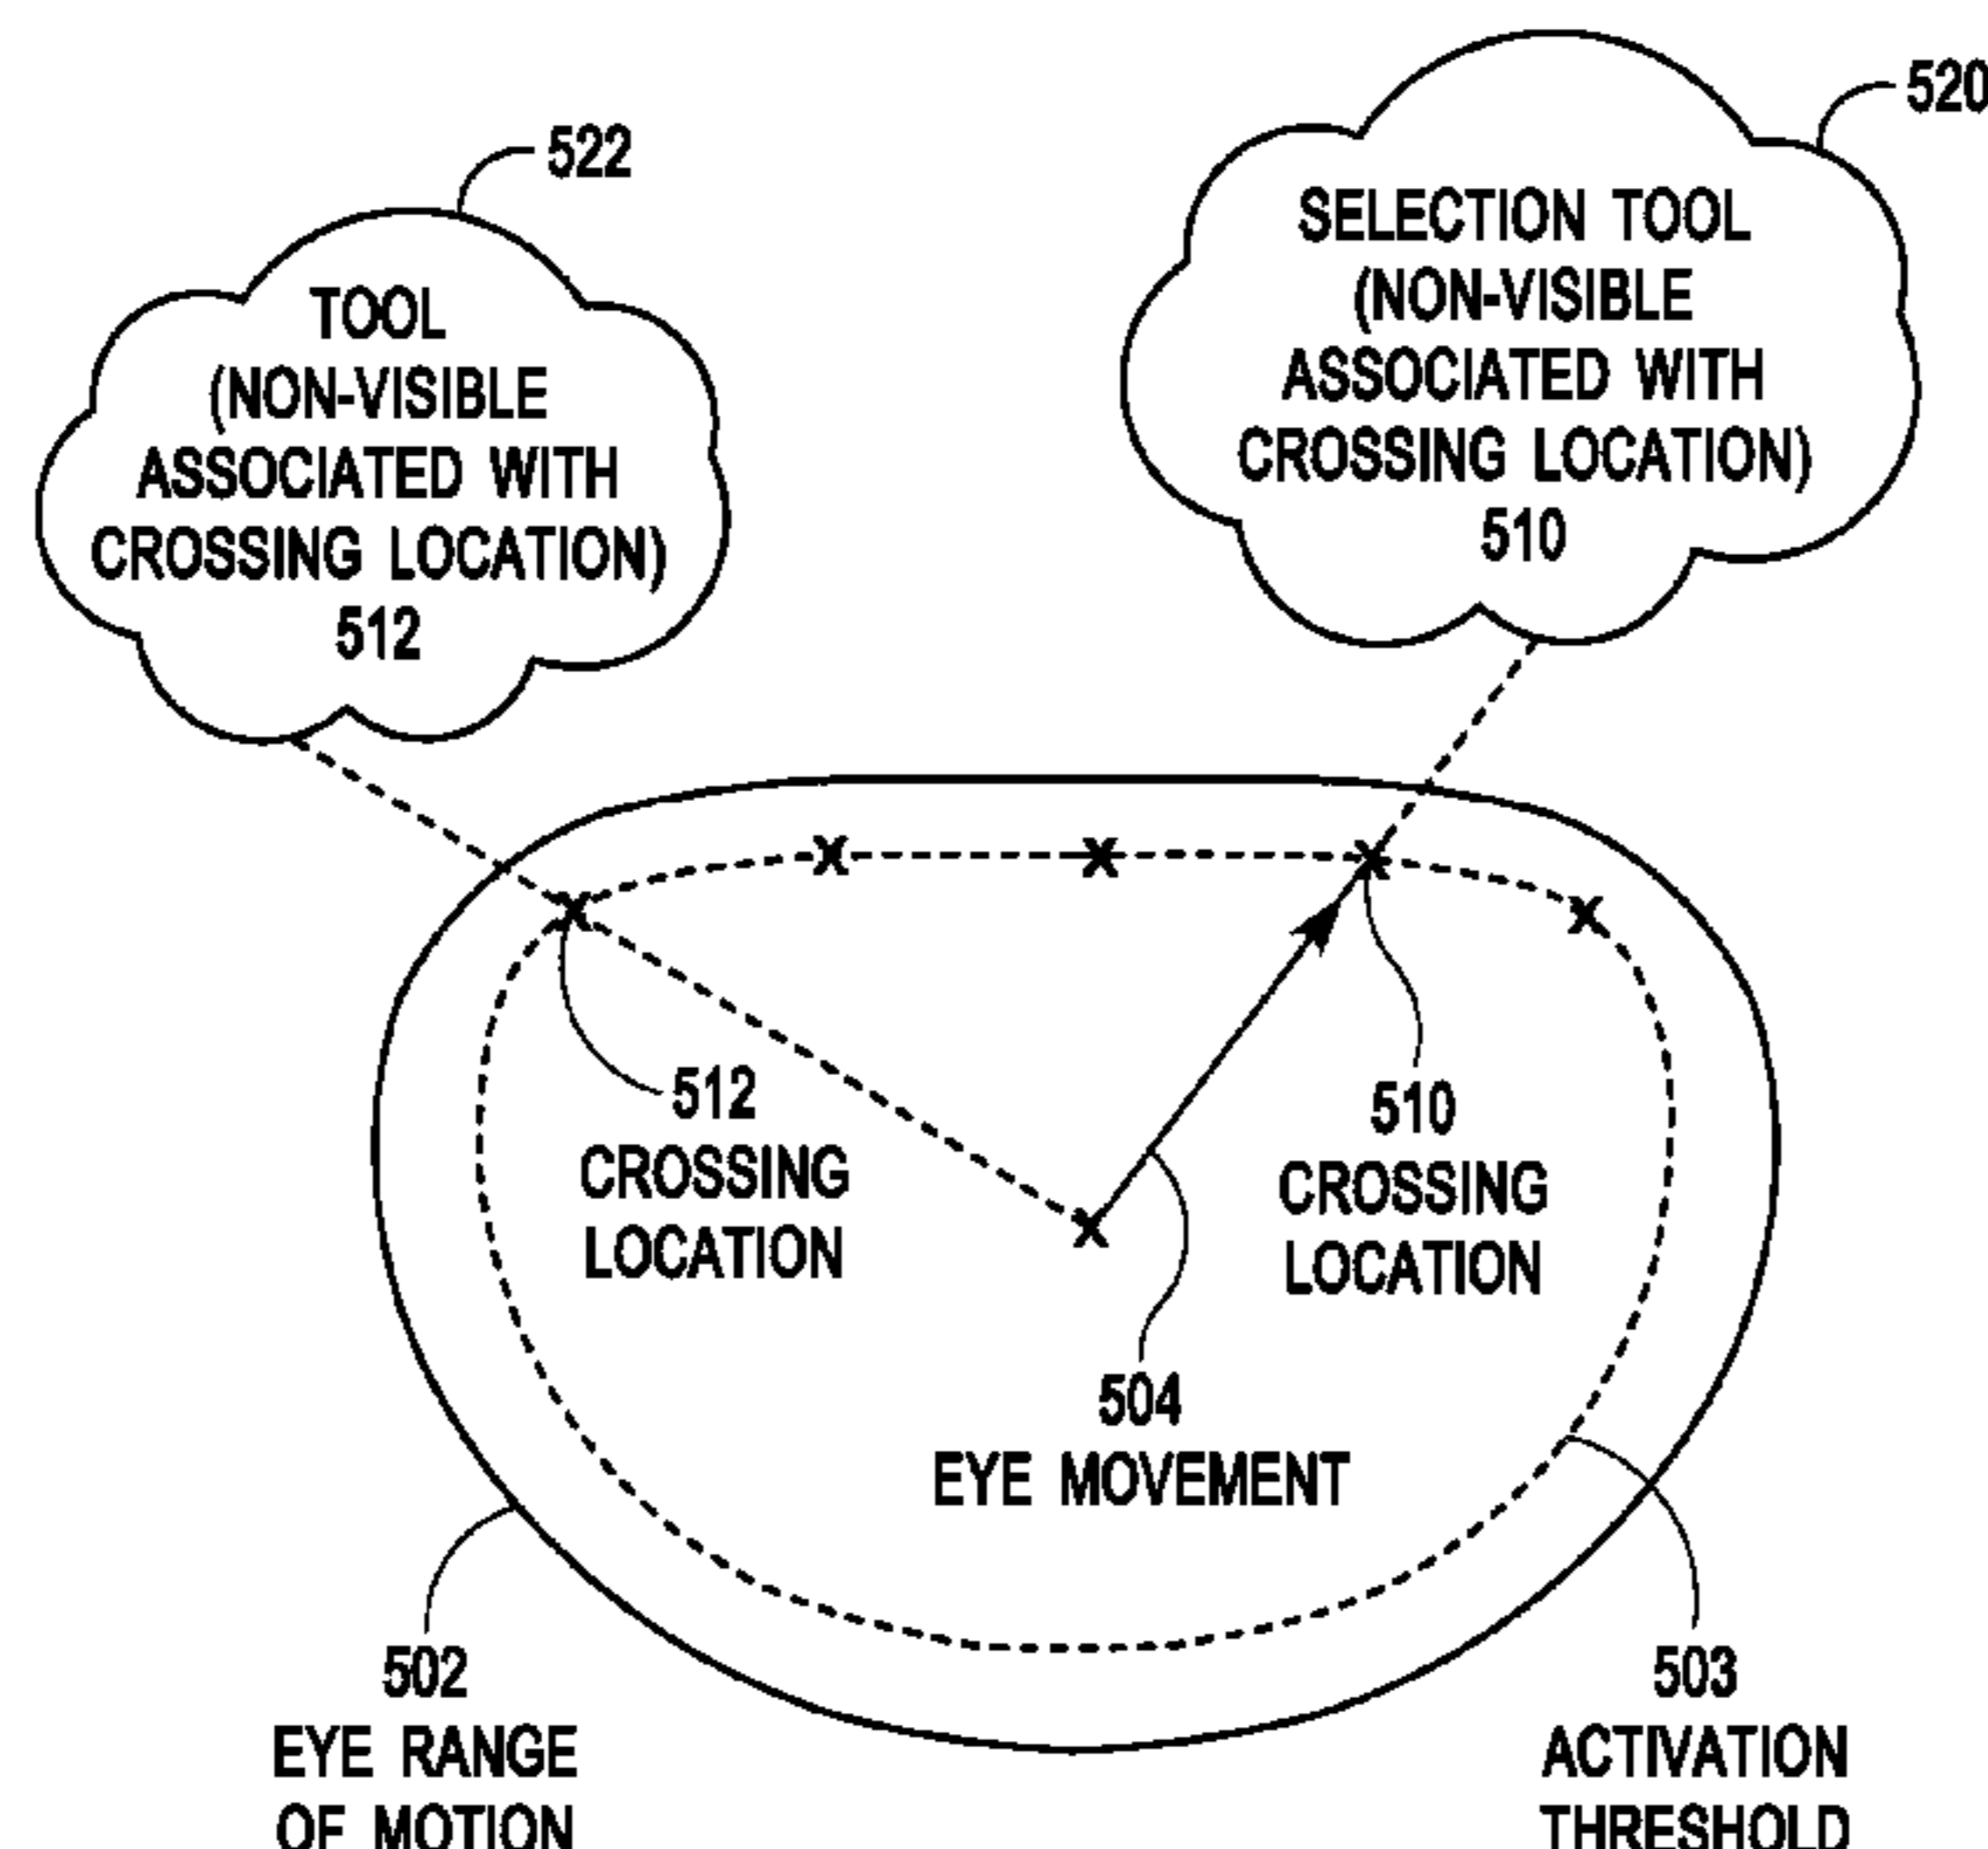 520
522
SELECTION TOOL
(NON-VISIBLE
ASSOCIATED WITH
CROSSING LOCATION)
510
TOOL
(NON-VISIBLE
ASSOCIATED WITH
CROSSING LOCATION)
512
512
CROSSING
LOCATION
510
CROSSING
LOCATION
504
EYE MOVEMENT
502
EYE RANGE
OF MOTION
503
ACTIVATION
THRESHOLD